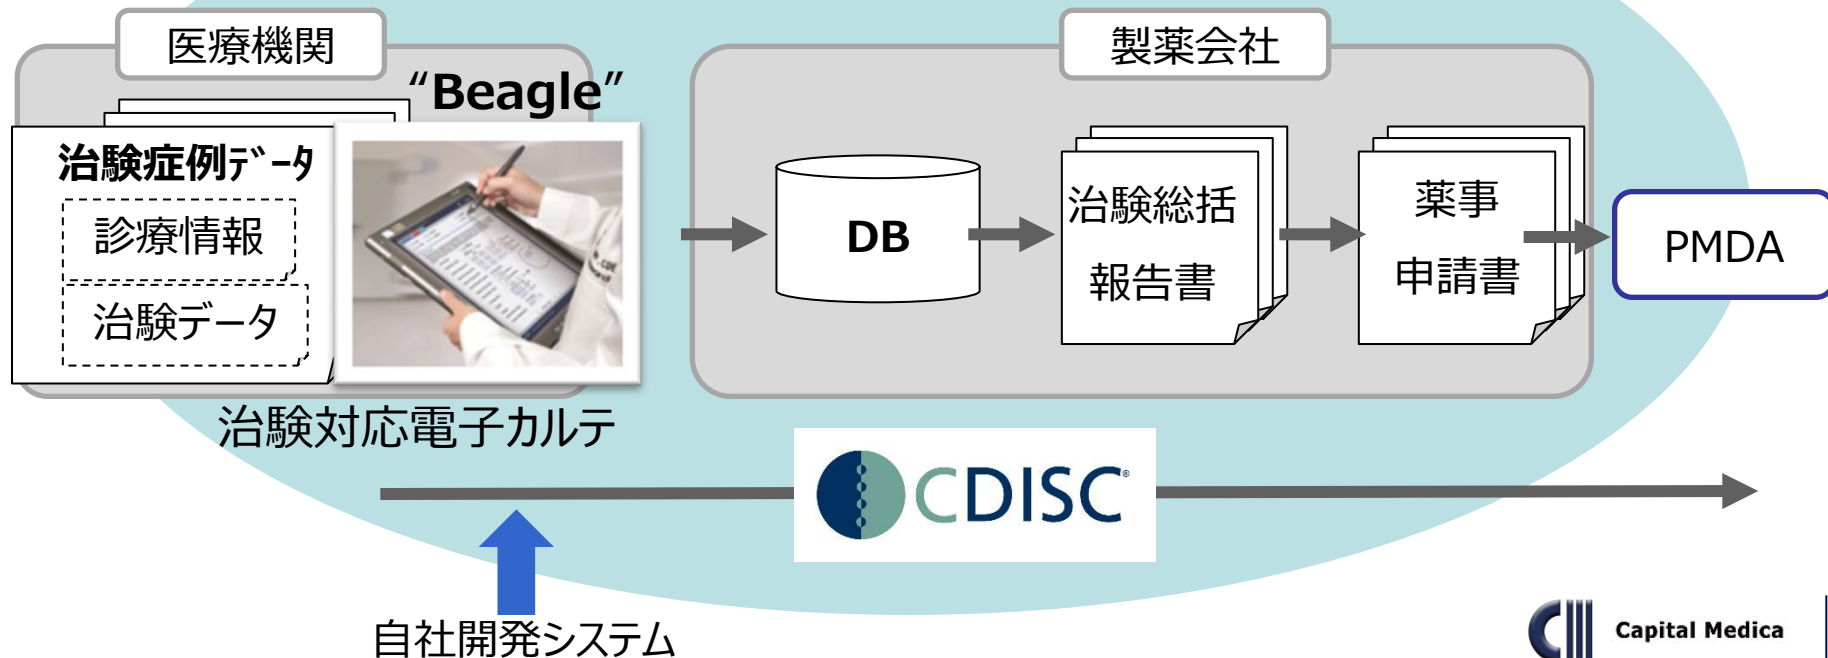 医療機関
“Beagle”
治験症例ﾃﾞｰﾀ
診療情報
治験データ
治験対応電子カルテ
製薬会社
DB
治験総括
報告書
薬事
申請書
PMDA
CDISC®
自社開発システム
Capital Medica